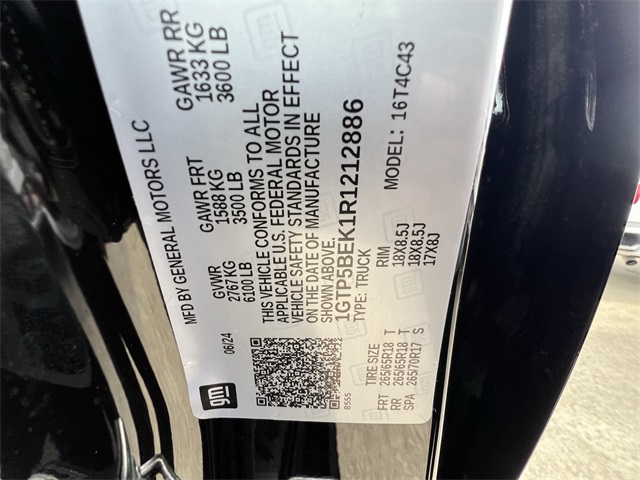 MFD BY GENERAL MOTORS LLC
06/24
GVWR
2767 KG
6100 LB
GAWR FRT
1588 KG
3500 LB
GAWR RR
1633 KG
3600 LB
THIS VEHICLE CONFORMS TO ALL
APPLICABLE U.S. FEDERAL MOTOR
VEHICLE SAFETY STANDARDS IN EFFECT
ON THE DATE OF MANUFACTURE
1GTP5BEK1R1212886
TYPE: TRUCK
MODEL: 16T4C43
gm
8555
TIRE SIZE RIM
FRT 265/65R18 T 18X8.5J
RR 265/65R18 T 18X8.5J
SPA 265/70R17 S 17X8J